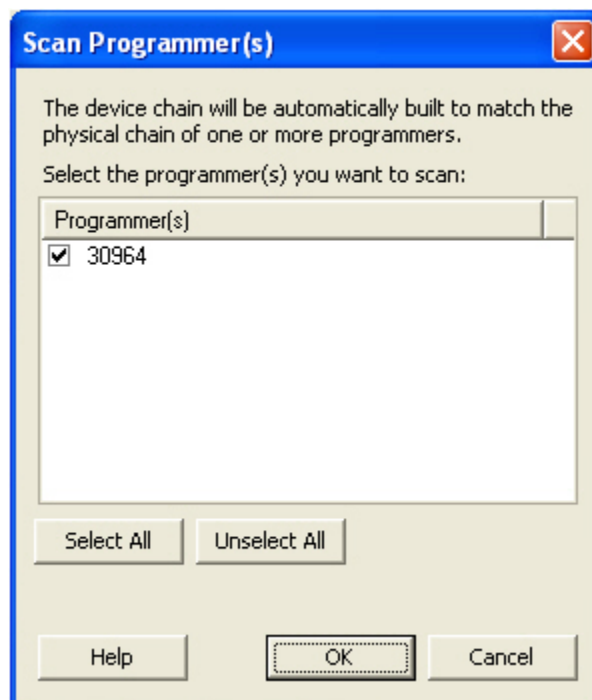 Scan Programmer(s)
The device chain will be automatically built to match the
physical chain of one or more programmers.
Select the programmer(s) you want to scan:
Programmer(s)
30964
Select All Unselect All
Help OK Cancel